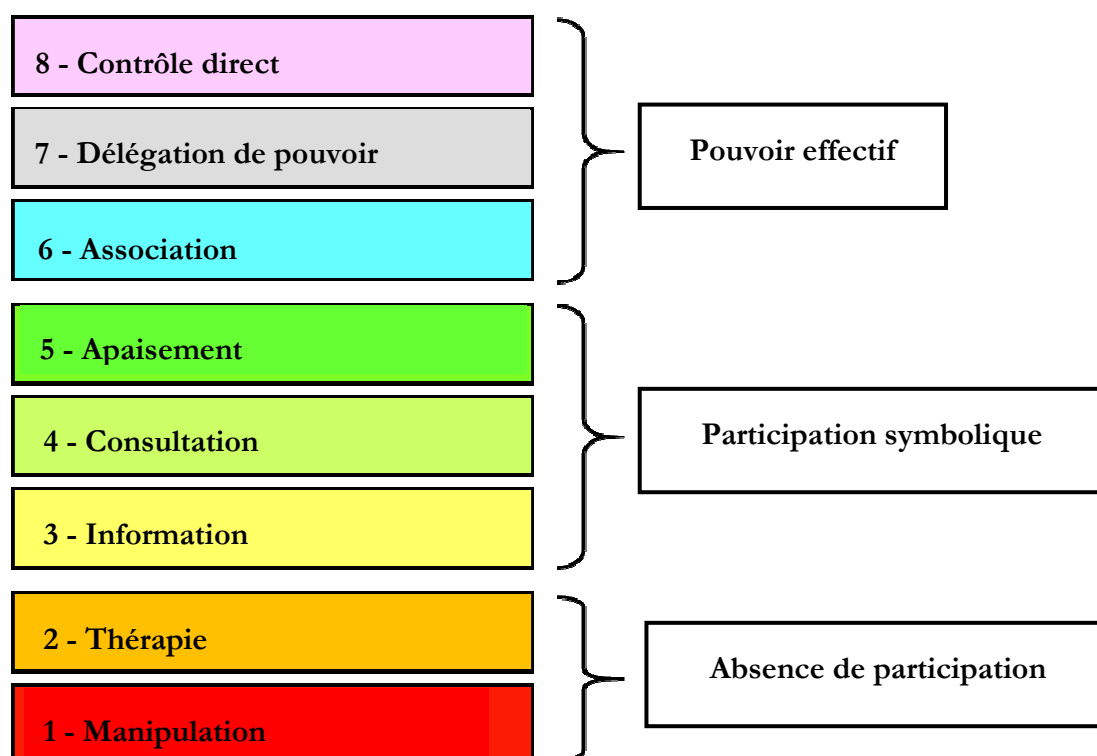 8 - Contrôle direct
7 - Délégation de pouvoir
Pouvoir effectif
6 - Association
5 - Apaisement
4 - Consultation
Participation symbolique
3 - Information
2 - Thérapie
Absence de participation
1 - Manipulation